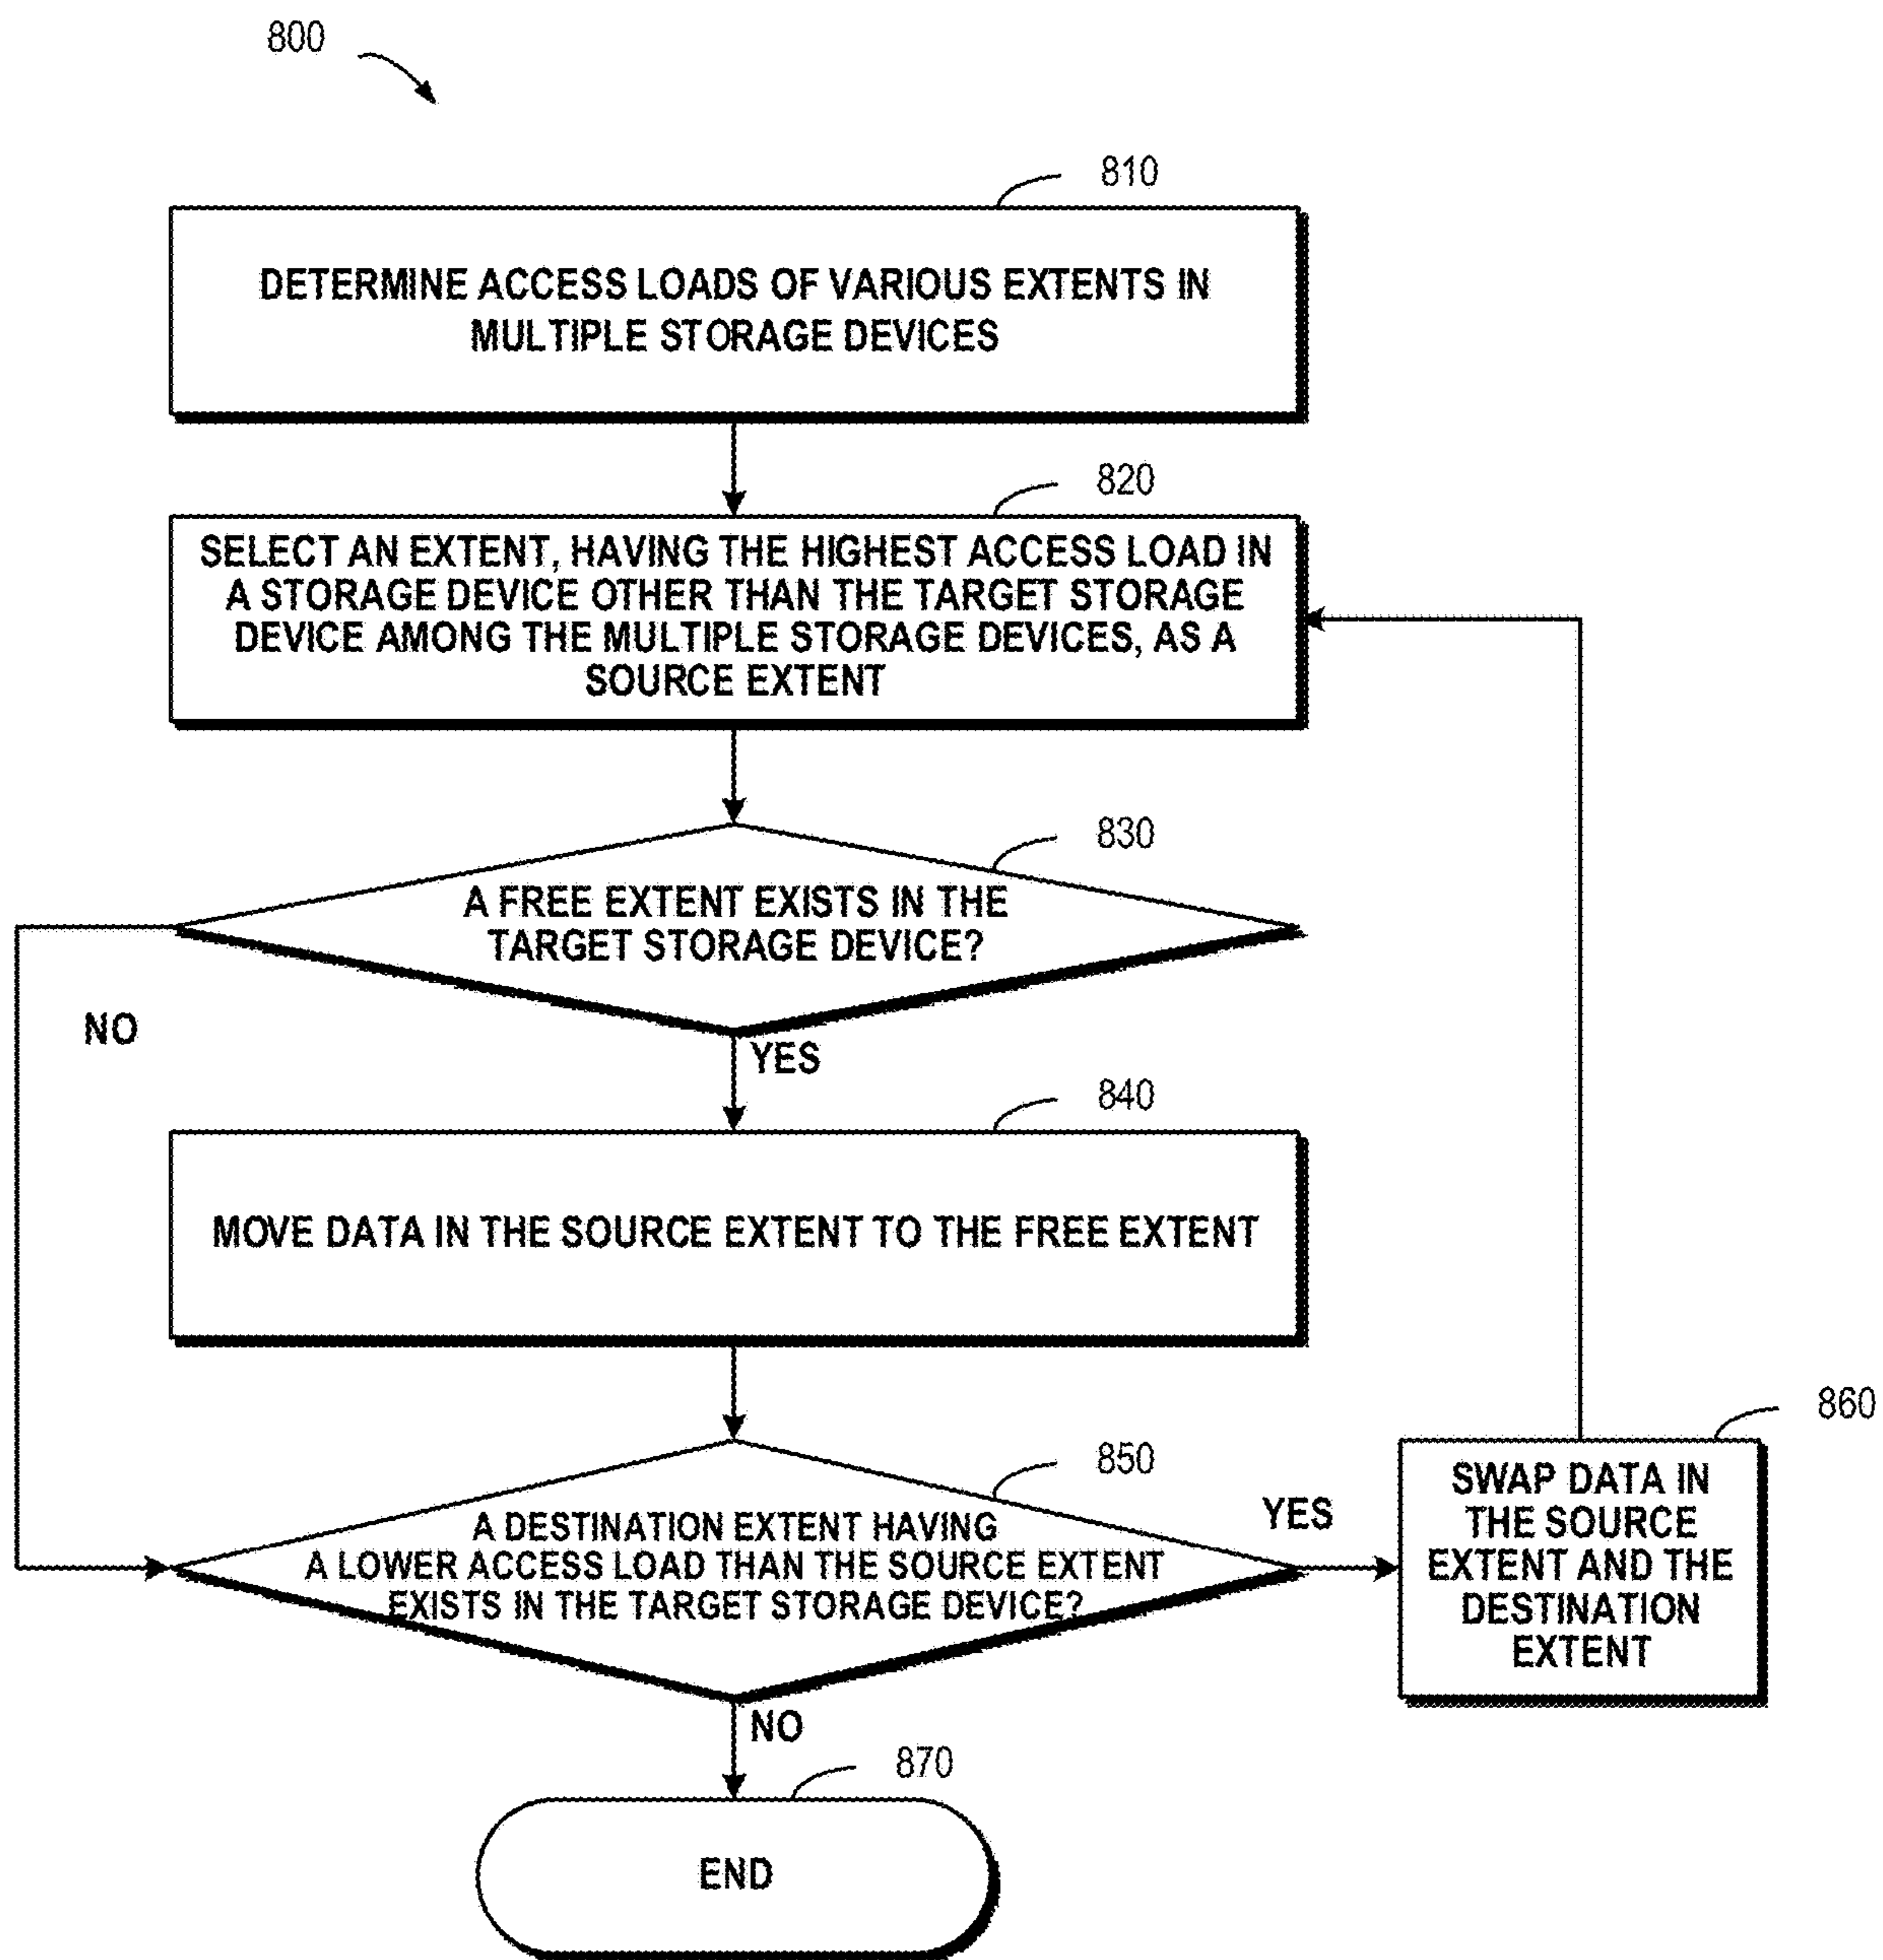 800
810
DETERMINE ACCESS LOADS OF VARIOUS EXTENTS IN
MULTIPLE STORAGE DEVICES
820
SELECT AN EXTENT, HAVING THE HIGHEST ACCESS LOAD IN
A STORAGE DEVICE OTHER THAN THE TARGET STORAGE
DEVICE AMONG THE MULTIPLE STORAGE DEVICES, AS A
SOURCE EXTENT
830
A FREE EXTENT EXISTS IN THE
TARGET STORAGE DEVICE?
NO
YES
840
MOVE DATA IN THE SOURCE EXTENT TO THE FREE EXTENT
850
A DESTINATION EXTENT HAVING
A LOWER ACCESS LOAD THAN THE SOURCE EXTENT
EXISTS IN THE TARGET STORAGE DEVICE?
YES
860
SWAP DATA IN
THE SOURCE
EXTENT AND THE
DESTINATION
EXTENT
NO
870
END